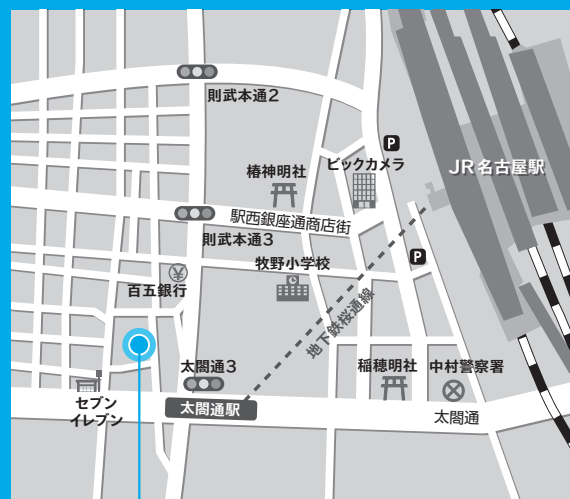 則武本通2
P
ビックカメラ
JR名古屋駅
椿神明社
駅西銀座通商店街
則武本通3
P
牧野小学校
¥
百五銀行
地下鉄桜通線
太閤通3
稲穂明社
中村警察署
セブン
イレブン
太閤通駅
太閤通